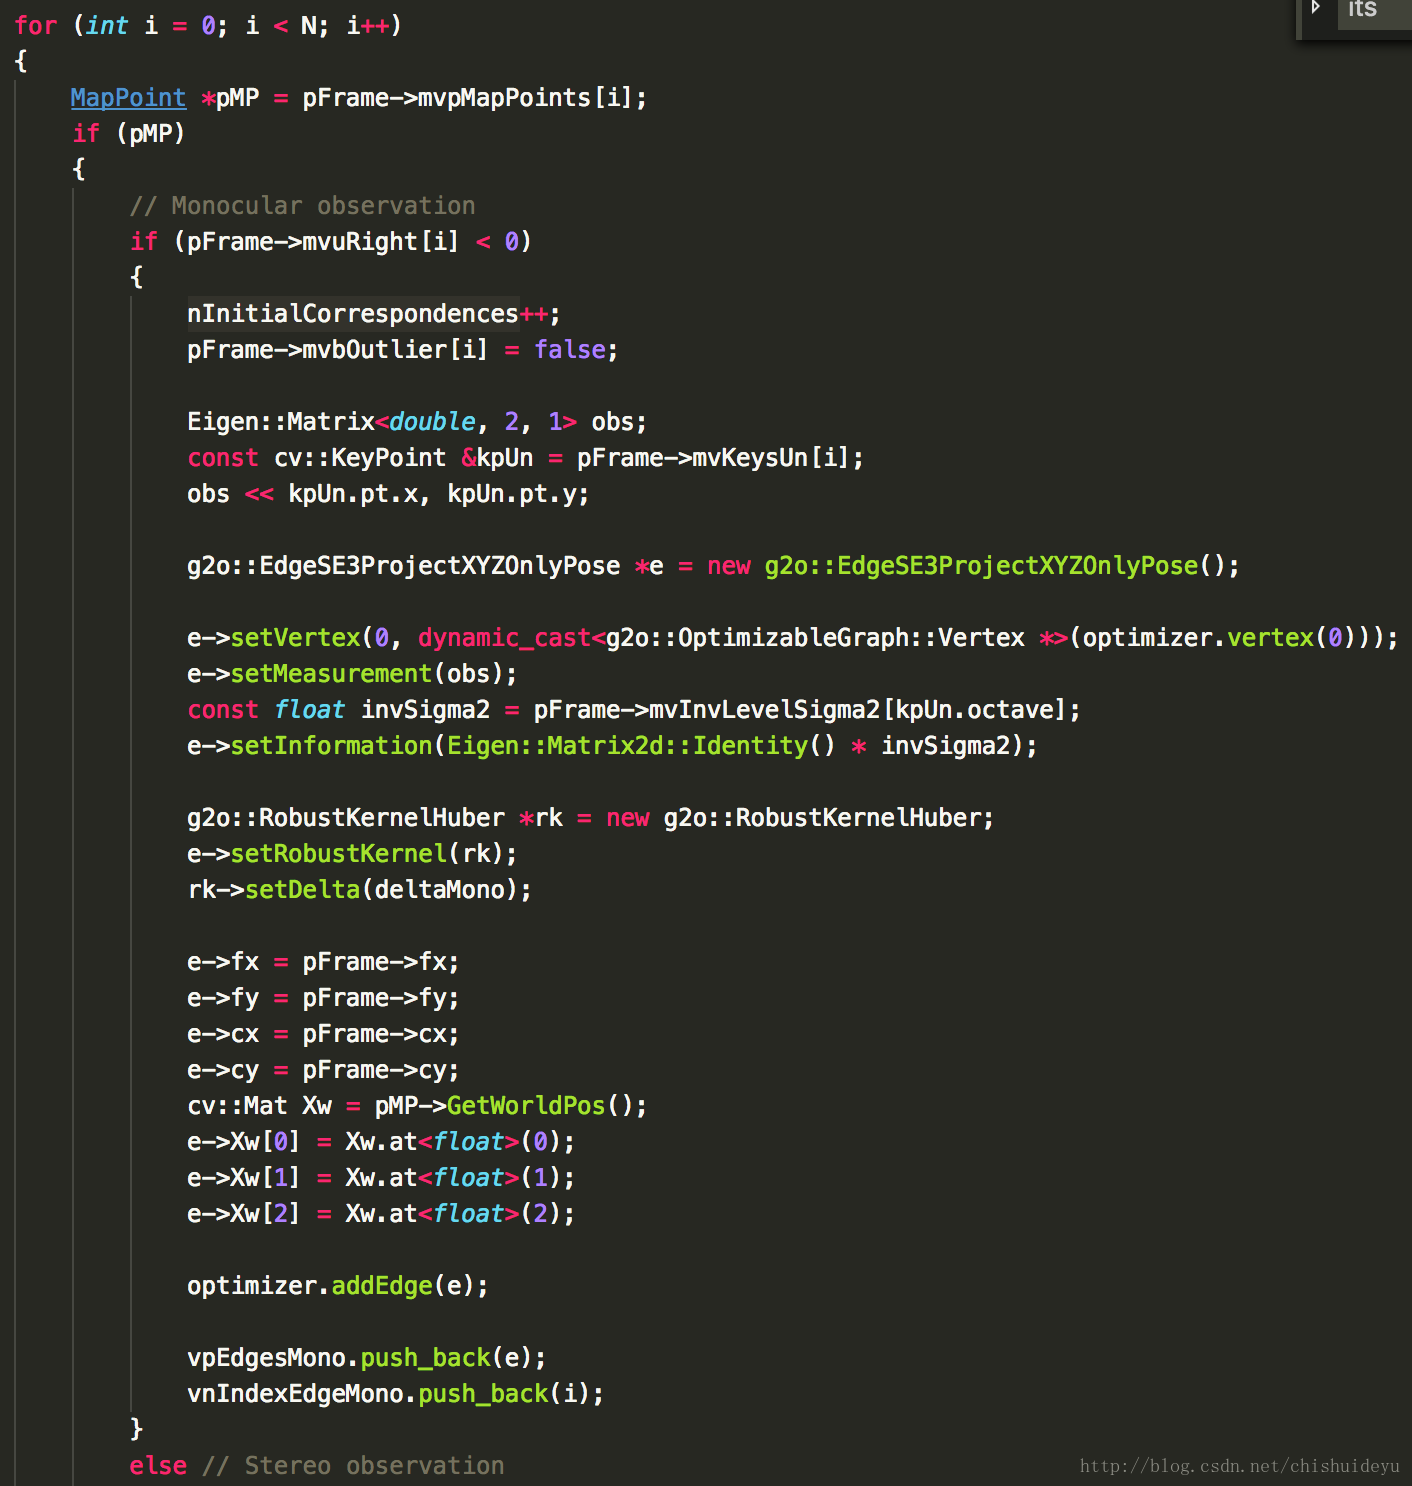 for (int i = 0; i < N; i++)
its
{
MapPoint *pMP = pFrame->mvpMapPoints[i];
if (pMP)
{
// Monocular observation
if (pFrame->mvuRight[i] < 0)
{
nInitialCorrespondences++;
pFrame->mvbOutlier[i] = false;
Eigen::Matrix<double, 2, 1> obs;
const cv::KeyPoint &kpUn = pFrame->mvKeysUn[i];
obs << kpUn.pt.x, kpUn.pt.y;
g2o::EdgeSE3ProjectXYZOnlyPose *e = new g2o::EdgeSE3ProjectXYZOnlyPose();
e->setVertex(0, dynamic_cast<g2o::OptimizableGraph::Vertex *>(optimizer.vertex(0)));
e->setMeasurement(obs);
const float invSigma2 = pFrame->mvInvLevelSigma2[kpUn.octave];
e->setInformation(Eigen::Matrix2d::Identity() * invSigma2);
g2o::RobustKernelHuber *rk = new g2o::RobustKernelHuber;
e->setRobustKernel(rk);
rk->setDelta(deltaMono);
e->fx = pFrame->fx;
e->fy = pFrame->fy;
e->cx = pFrame->cx;
e->cy = pFrame->cy;
cv::Mat Xw = pMP->GetWorldPos();
e->Xw[0] = Xw.at<float>(0);
e->Xw[1] = Xw.at<float>(1);
e->Xw[2] = Xw.at<float>(2);
optimizer.addEdge(e);
vpEdgesMono.push_back(e);
vnIndexEdgeMono.push_back(i);
}
else // Stereo observation
http://blog.csdn.net/chishuideyu